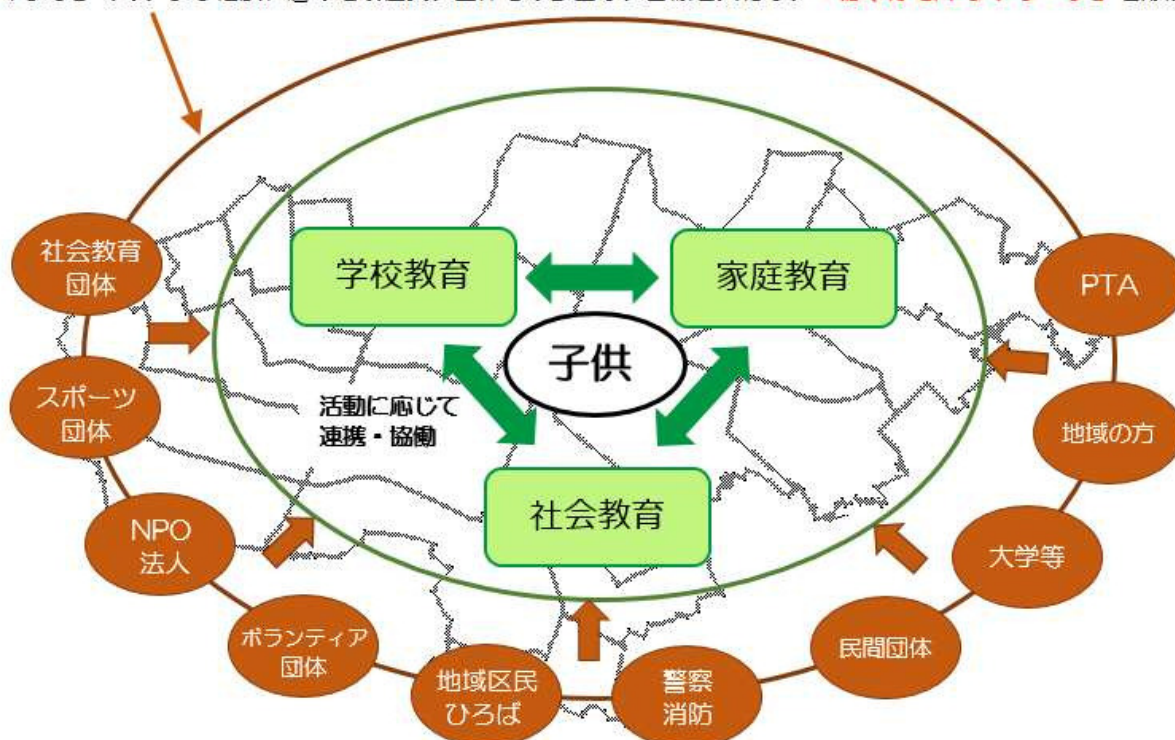 学校教育
家庭教育
子供
活動に応じて
連携・協働
社会教育
社会教育
団体
スポーツ
団体
NPO
法人
ボランティア
団体
地域区民
ひろば
警察
消防
民間団体
大学等
地域の方
PTA